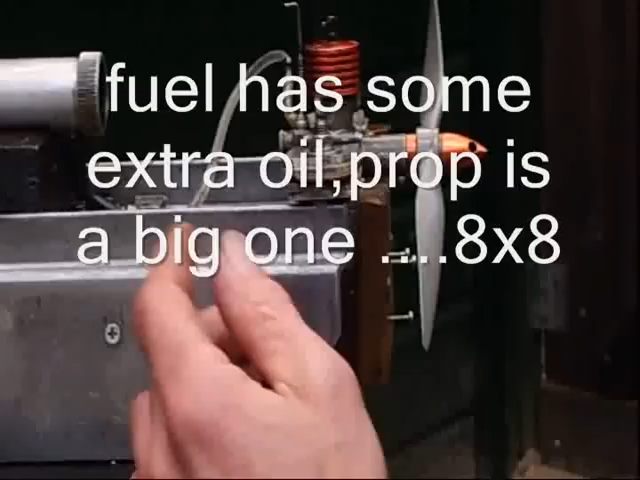 fuel has some
extra oil,prop is
a big one ....8x8